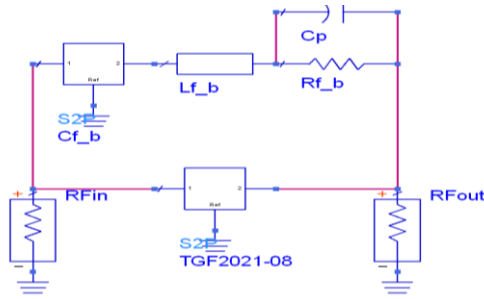 Cp
1
2
Ref
Lf_b
Rf_b
S2P
Cf_b
+
RFin
1
2
Ref
+
RFout
S2P
TGF2021-08